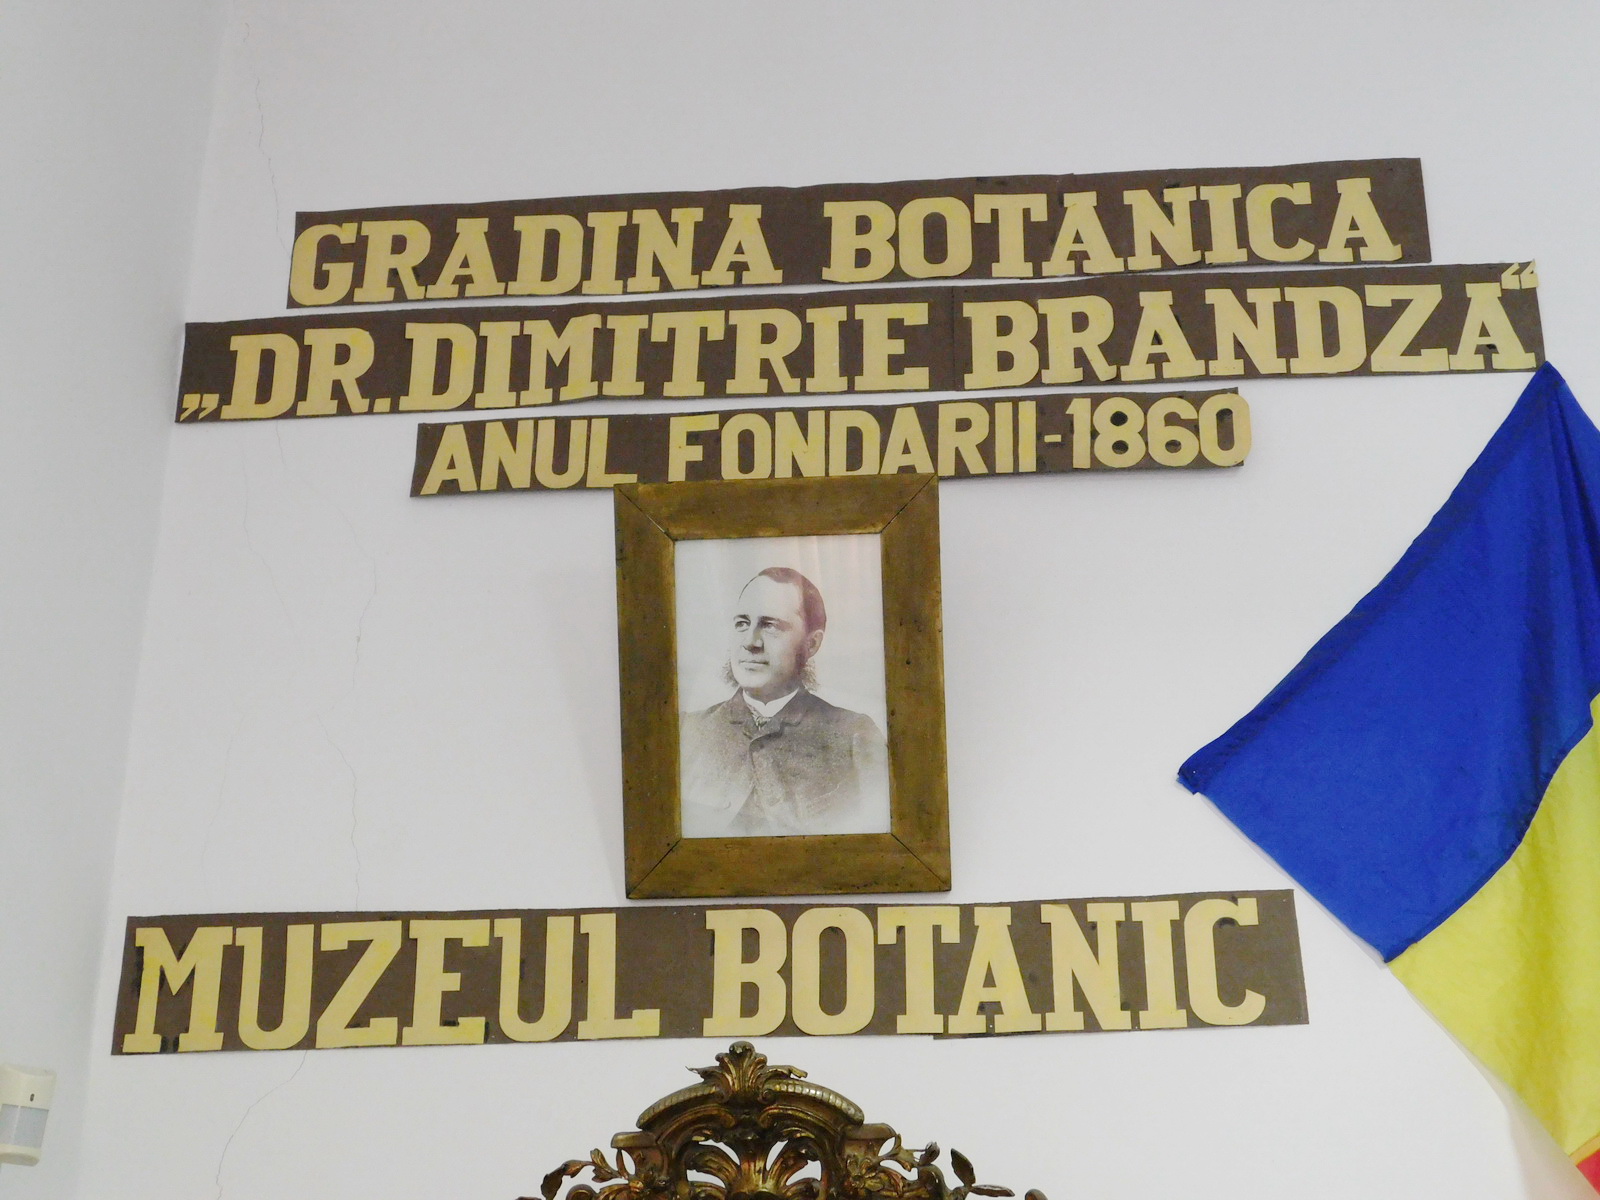 GRADINA BOTANICA
„DR. DIMITRIE BRANDZA“
ANUL FONDARII-1860
MUZEUL BOTANIC